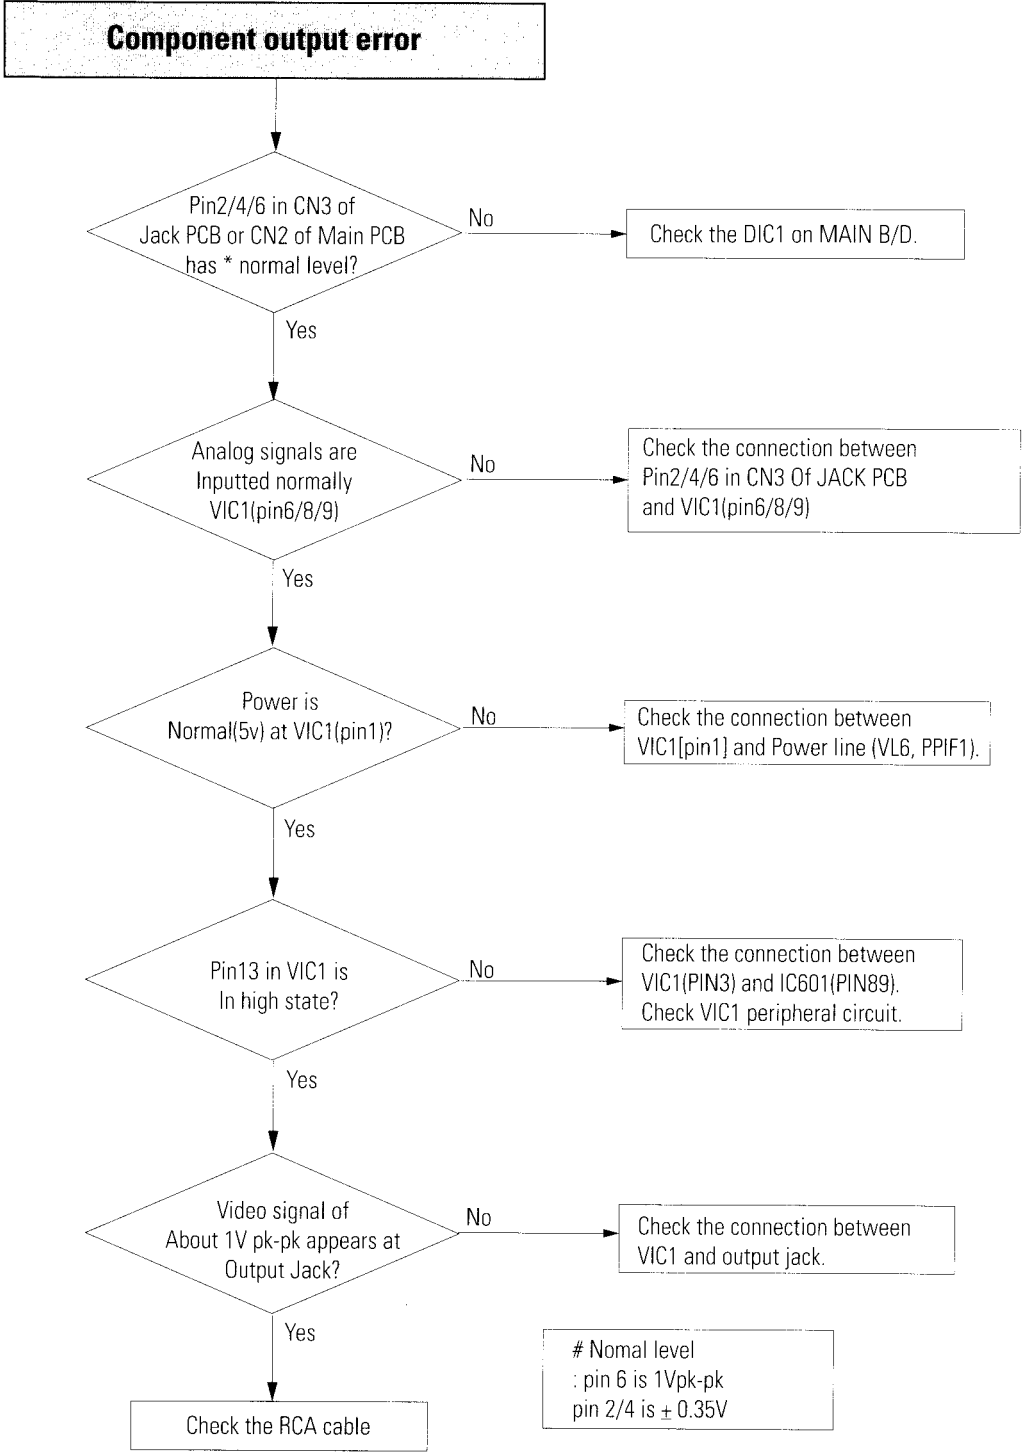 Component output error
Pin2/4/6 in CN3 of
Jack PCB or CN2 of Main PCB
has * normal level?
No
Check the DIC1 on MAIN B/D.
Yes
Analog signals are
Inputted normally
VIC1(pin6/8/9)
No
Check the connection between
Pin2/4/6 in CN3 Of JACK PCB
and VIC1(pin6/8/9)
Yes
Power is
Normal(5v) at VIC1(pin1)?
No
Check the connection between
VIC1[pin1] and Power line (VL6, PPIF1).
Yes
Pin13 in VIC1 is
In high state?
No
Check the connection between
VIC1(PIN3) and IC601(PIN89).
Check VIC1 peripheral circuit.
Yes
Video signal of
About 1V pk-pk appears at
Output Jack?
No
Check the connection between
VIC1 and output jack.
Yes
Check the RCA cable
# Nomal level
: pin 6 is 1Vpk-pk
pin 2/4 is ± 0.35V